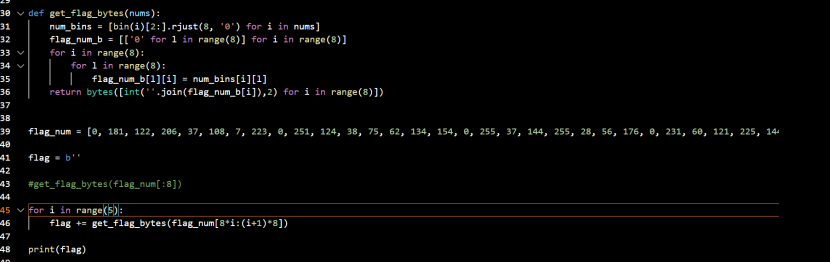 29
30 def get_flag_bytes(nums):
31 num_bins = [bin(i)[2:].rjust(8, '0') for i in nums]
32 flag_num_b = [['0' for l in range(8)] for i in range(8)]
33 for i in range(8):
34 for l in range(8):
35 flag_num_b[l][i] = num_bins[i][l]
36 return bytes([int(''.join(flag_num_b[i]),2) for i in range(8)])
37
38
39 flag_num = [0, 181, 122, 206, 37, 108, 7, 223, 0, 251, 124, 38, 75, 62, 134, 154, 0, 255, 37, 144, 255, 28, 56, 176, 0, 231, 60, 121, 225, 144
40
41 flag = b''
42
43 #get_flag_bytes(flag_num[:8])
44
45 for i in range(5):
46 flag += get_flag_bytes(flag_num[8*i:(i+1)*8])
47
48 print(flag)
49